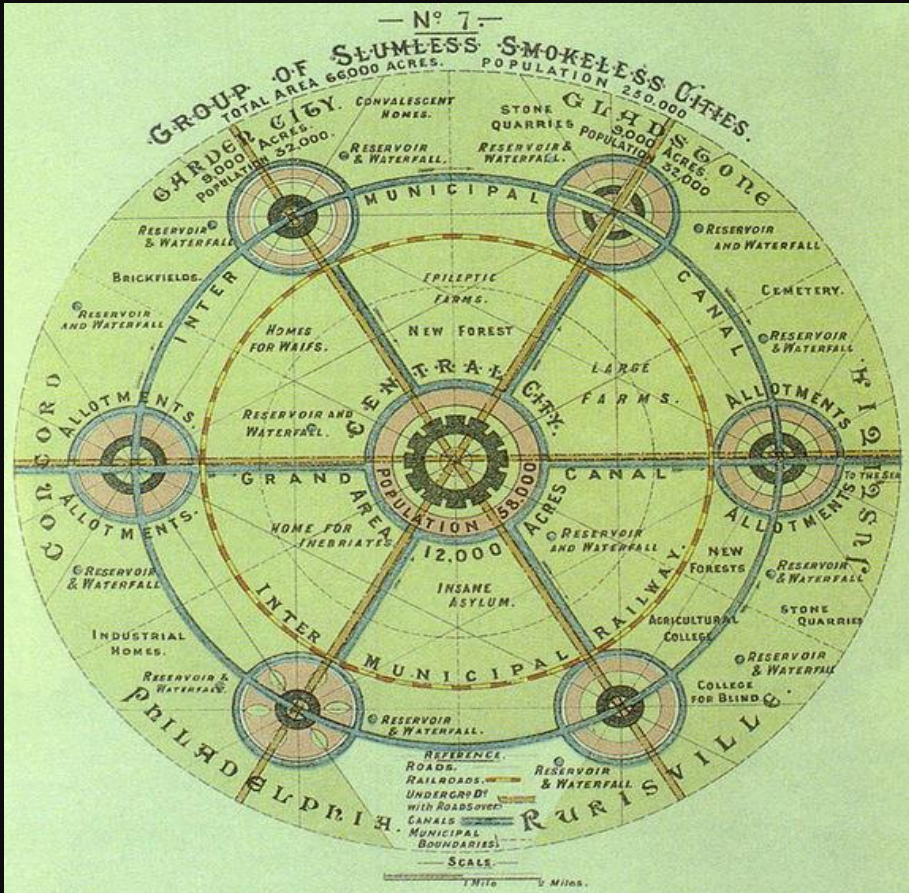 — Nº 7. —
GROUP OF SLUMLESS SMOKELESS CITIES.
TOTAL AREA 66000 ACRES. POPULATION 250.000
GARDEN CITY.
9,000 ACRES.
POPULATION 32.000.
CONVALESCENT
HOMES.
STONE
QUARRIES
GLADSTONE
9.000 ACRES.
POPULATION
32,000
RESERVOIR
& WATERFALL.
RESERVOIR &
WATERFALL.
INTER MUNICIPAL CANAL
RESERVOIR
& WATERFALL
RESERVOIR
AND WATERFALL
BRICKFIELDS.
EPILEPTIC
FARMS.
CEMETERY.
RESERVOIR
AND WATERFALL
HOMES
FOR WAIFS.
NEW FOREST
RESERVOIR
& WATERFALL
LARGE
FARMS.
CENTRAL CITY.
RESERVOIR AND
WATERFALL.
CONCORD
ALLOTMENTS.
ALLOTMENTS.
ALLOTMENTS
ALLOTMENTS
JUSTITIA
TO THE SEA
GRAND CANAL
AREA 12,000 ACRES
POPULATION 58,000
HOME FOR
INEBRIATES
RESERVOIR
AND WATERFALL
NEW
FORESTS
RESERVOIR
& WATERFALL
RESERVOIR
& WATERFALL
INSANE
ASYLUM.
STONE
QUARRIES
AGRICULTURAL
COLLEGE
INTER MUNICIPAL RAILWAY.
INDUSTRIAL
HOMES.
RESERVOIR
& WATERFALL
RESERVOIR &
WATERFALL.
COLLEGE
FOR BLIND
RESERVOIR
& WATERFALL.
PHILADELPHIA.
RURISVILLE.
RESERVOIR
& WATERFALL
REFERENCE.
ROADS.
RAILROADS.
UNDERGRᴰ Dº
with ROADS over
CANALS
MUNICIPAL
BOUNDARIES
— SCALE. —
1 Mile 2 Miles.